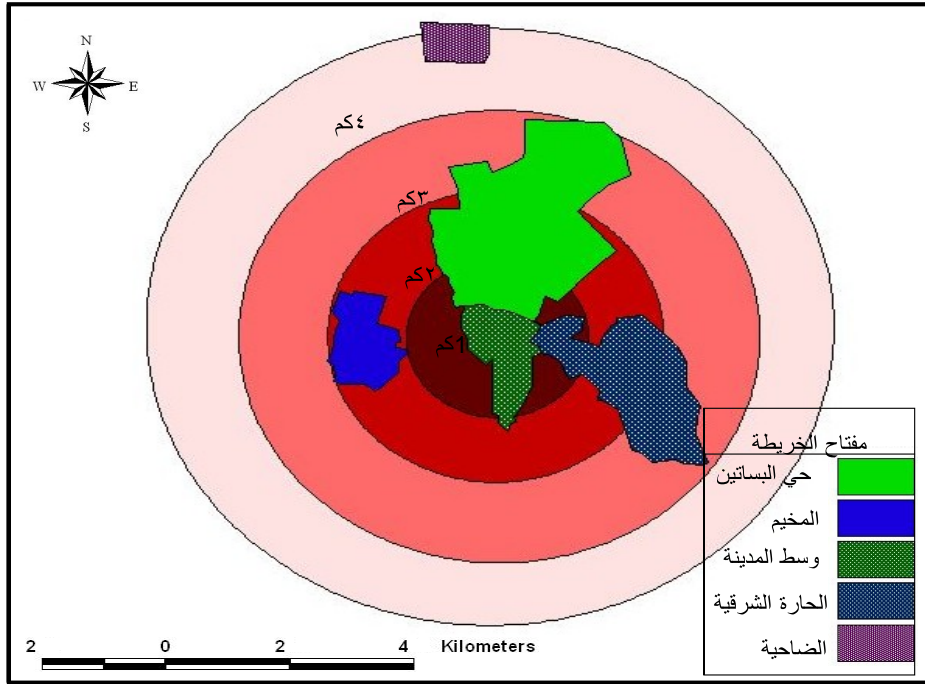 N
W E
S
٤كم
٣كم
٢كم
1كم
مفتاح الخريطة
حي البساتين
المخيم
وسط المدينة
الحارة الشرقية
الضاحية
2 0 2 4 Kilometers